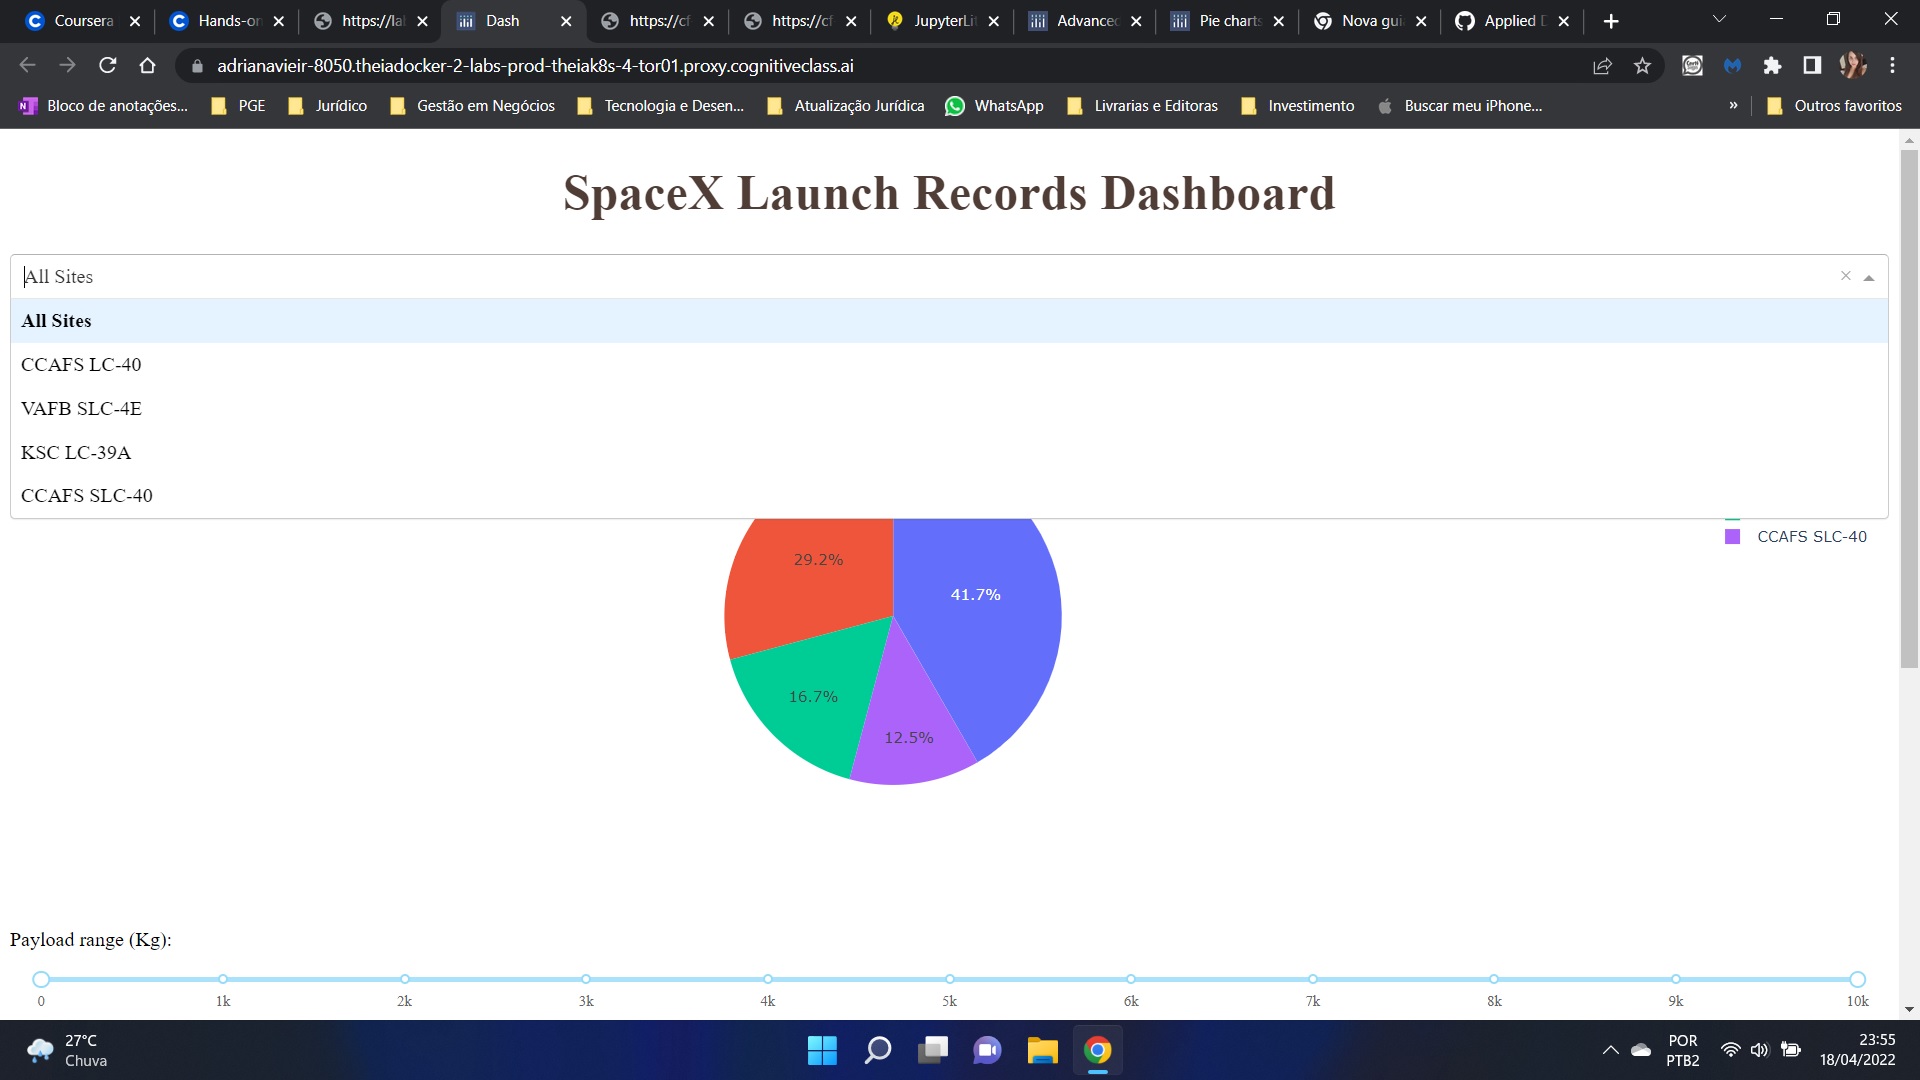 Coursera
Hands-on
https://lal
Dash
https://cf
https://cf
JupyterLit
Advanced
Pie charts
Nova gui
Applied D
adrianavieir-8050.theiadocker-2-labs-prod-theiak8s-4-tor01.proxy.cognitiveclass.ai
Bloco de anotações...
PGE
Jurídico
Gestão em Negócios
Tecnologia e Desen...
Atualização Jurídica
WhatsApp
Livrarias e Editoras
Investimento
Buscar meu iPhone...
»
Outros favoritos
SpaceX Launch Records Dashboard
All Sites
All Sites
CCAFS LC-40
VAFB SLC-4E
KSC LC-39A
CCAFS SLC-40
CCAFS SLC-40
29.2%
41.7%
16.7%
12.5%
Payload range (Kg):
0 1k 2k 3k 4k 5k 6k 7k 8k 9k 10k
27°C
Chuva
POR
PTB2
23:55
18/04/2022